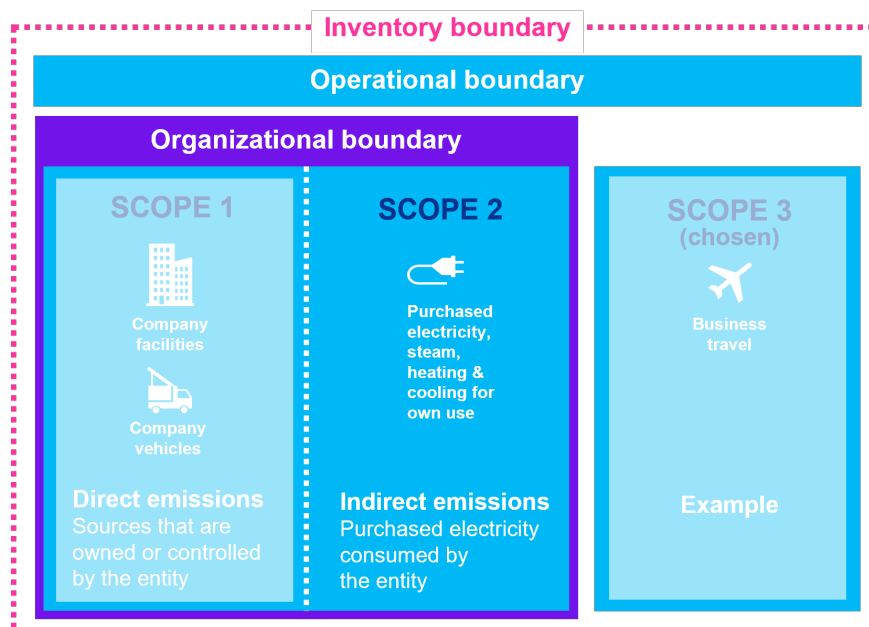 Inventory boundary
Operational boundary
Organizational boundary
SCOPE 1
Company
facilities
Company
vehicles
Direct emissions
Sources that are
owned or controlled
by the entity
SCOPE 2
Purchased
electricity,
steam,
heating &
cooling for
own use
Indirect emissions
Purchased electricity
consumed by
the entity
SCOPE 3
(chosen)
Business
travel
Example